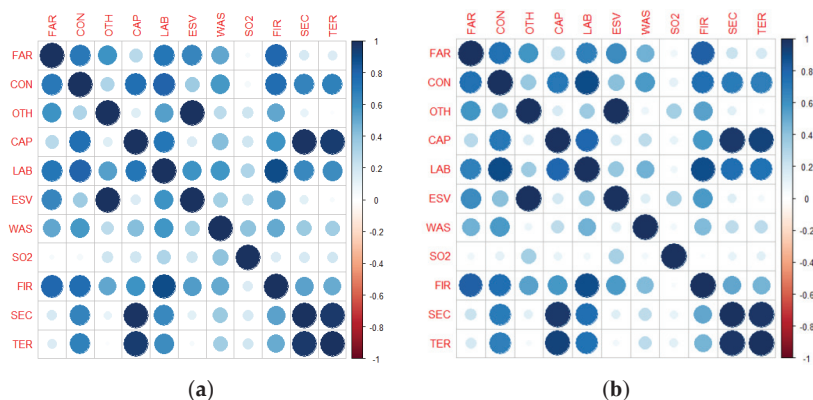 FAR CON OTH CAP LAB ESV WAS SO2 FIR SEC TER
FAR
CON
OTH
CAP
LAB
ESV
WAS
SO2
FIR
SEC
TER
1
0.8
0.6
0.4
0.2
0
-0.2
-0.4
-0.6
-0.8
-1
(a)
FAR CON OTH CAP LAB ESV WAS SO2 FIR SEC TER
FAR
CON
OTH
CAP
LAB
ESV
WAS
SO2
FIR
SEC
TER
1
0.8
0.6
0.4
0.2
0
-0.2
-0.4
-0.6
-0.8
-1
(b)